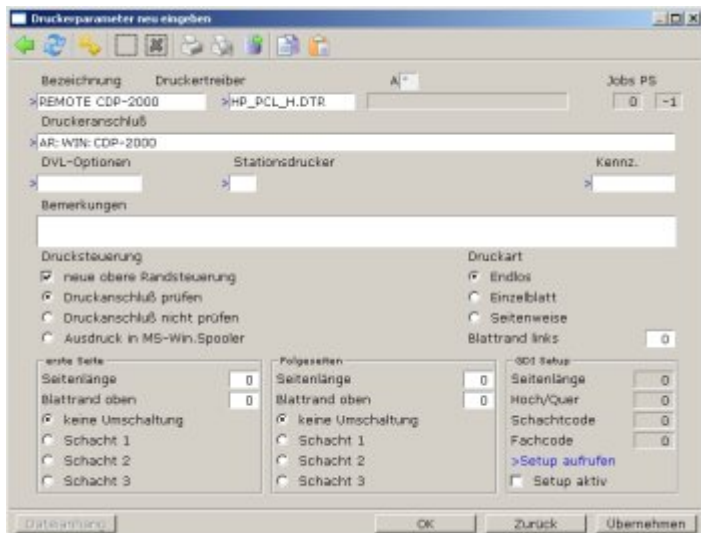 Druckerparameter neu eingeben
Bezeichnung Druckertreiber A Jobs PS
>REMOTE CDP-2000 >HP_PCL_H.DTR 0 -1
Druckeranschluß
>AR: WIN: CDP-2000
DVL-Optionen Stationsdrucker Kennz.
> > >
Bemerkungen
Drucksteuerung Druckart
neue obere Randsteuerung Endlos
Druckanschluß prüfen Einzelblatt
Druckanschluß nicht prüfen Seitenweise
Ausdruck in MS-Win.Spooler Blattrand links 0
erste Seite Folgeseiten GDI Setup
Seitenlänge 0 Seitenlänge 0 Seitenlänge 0
Blattrand oben 0 Blattrand oben 0 Hoch/Quer 0
keine Umschaltung keine Umschaltung Schachtcode 0
Schacht 1 Schacht 1 Fachcode 0
Schacht 2 Schacht 2 >Setup aufrufen
Schacht 3 Schacht 3 Setup aktiv
Dateianhang OK Zurück Übernehmen